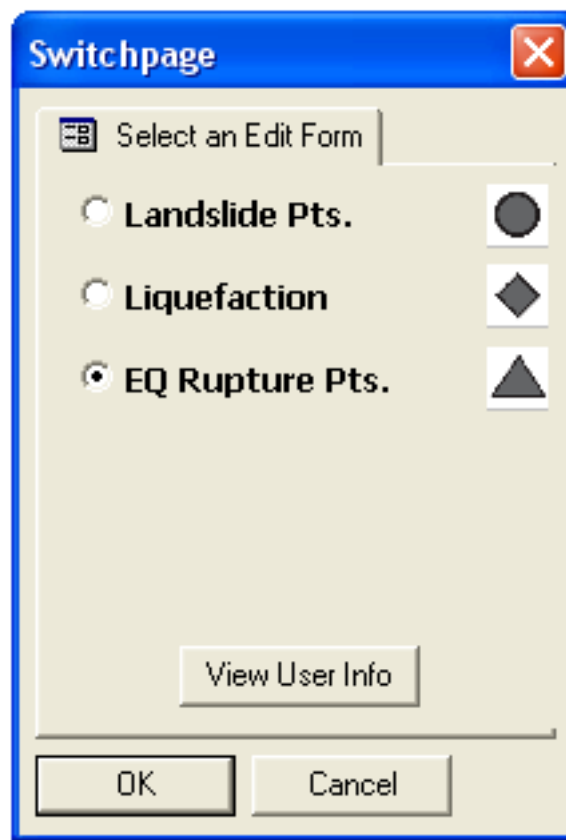 Switchpage
Select an Edit Form
Landslide Pts.
Liquefaction
EQ Rupture Pts.
View User Info
OK Cancel